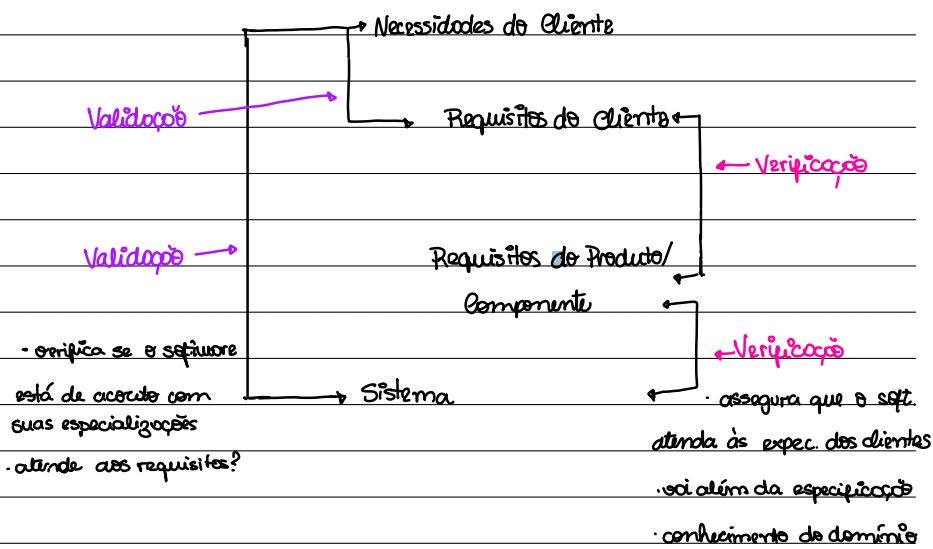 Necessidades do Cliente
Validação
Requisitos do Cliente
Verificação
Validação
Requisitos do Produto/
Componente
Verificação
Sistema
· verifica se o software
está de acordo com
suas especializações
· atende aos requisitos?
· assegura que o soft.
atenda às expec. dos clientes
· vai além da especificação
· conhecimento do domínio